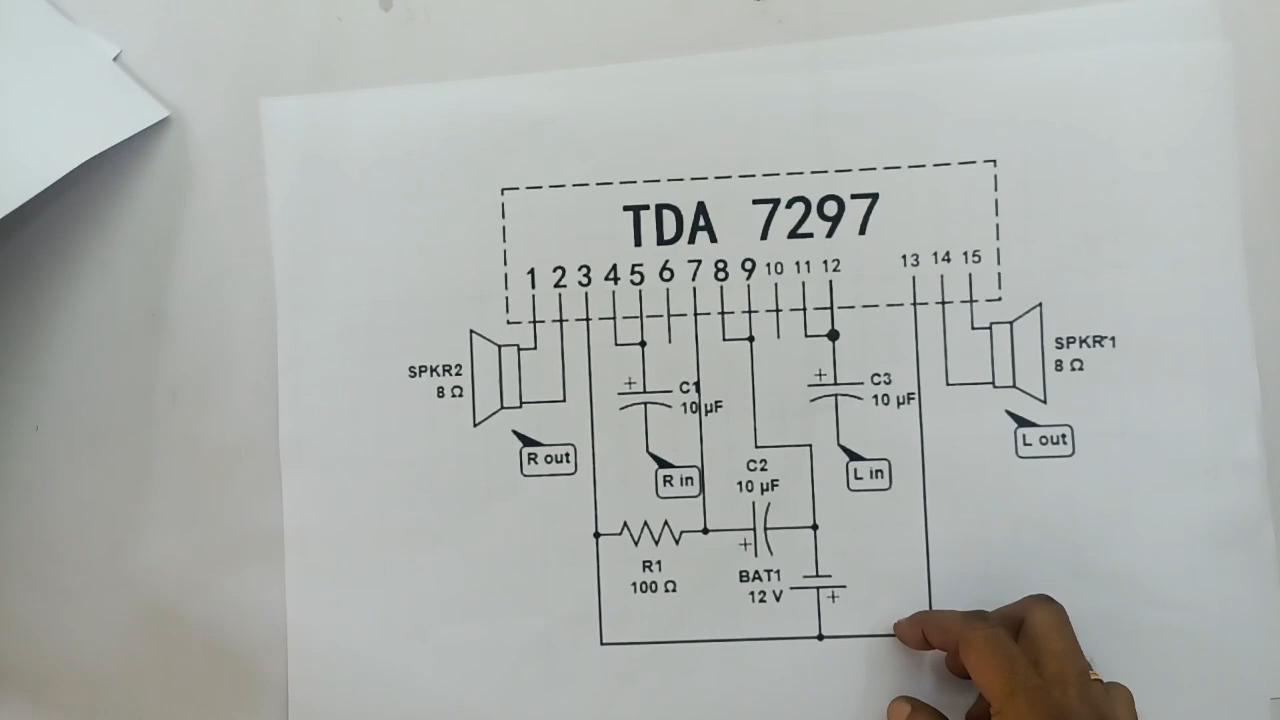 TDA 7297
1 2 3 4 5 6 7 8 9 10 11 12 13 14 15
SPKR2
8 Ω
R out
+
C1
10 µF
R in
+
C3
10 µF
L in
SPKR1
8 Ω
L out
C2
10 µF
+
R1
100 Ω
BAT1
12 V
+